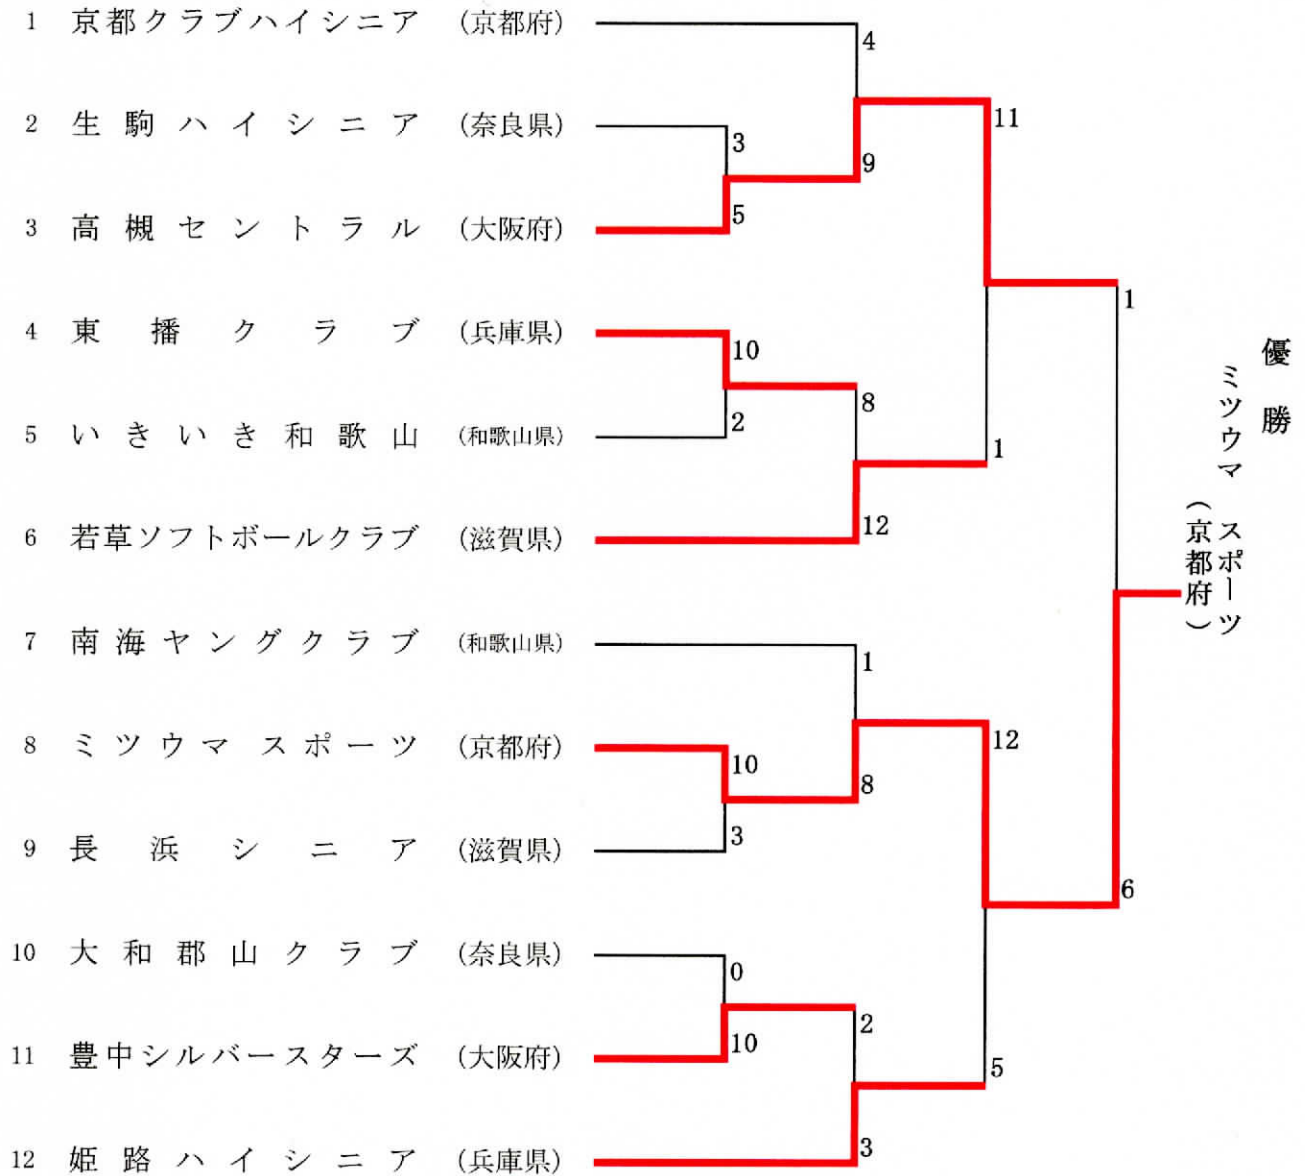 1 京都クラブハイシニア (京都府)
4
11
2 生駒ハイシニア (奈良県)
3
9
3 高槻セントラル (大阪府)
5
1
4 東播クラブ (兵庫県)
10
8
5 いきいき和歌山 (和歌山県)
2
1
6 若草ソフトボールクラブ (滋賀県)
12
優勝
ミツウマ スポーツ
(京都府)
7 南海ヤングクラブ (和歌山県)
1
12
8 ミツウマ スポーツ (京都府)
10
8
9 長浜シニア (滋賀県)
3
6
10 大和郡山クラブ (奈良県)
0
2
11 豊中シルバースターズ (大阪府)
10
5
12 姫路ハイシニア (兵庫県)
3